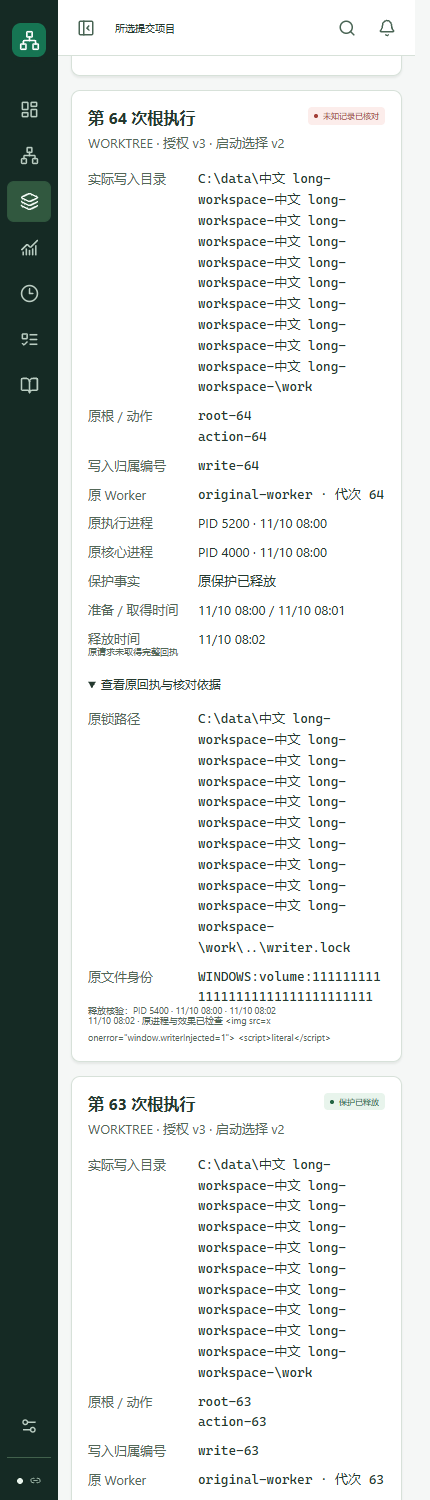 所选提交项目
第 64 次根执行
未知记录已核对
WORKTREE · 授权 v3 · 启动选择 v2
实际写入目录
C:\data\中文 long-
workspace-中文 long-
workspace-中文 long-
workspace-中文 long-
workspace-中文 long-
workspace-中文 long-
workspace-中文 long-
workspace-中文 long-
workspace-中文 long-
workspace-中文 long-
workspace-\work
原根 / 动作
root-64
action-64
写入归属编号
write-64
原 Worker
original-worker · 代次 64
原执行进程
PID 5200 · 11/10 08:00
原核心进程
PID 4000 · 11/10 08:00
保护事实
原保护已释放
准备 / 取得时间
11/10 08:00 / 11/10 08:01
释放时间
11/10 08:02
原请求未取得完整回执
▼ 查看原回执与核对依据
原锁路径
C:\data\中文 long-
workspace-中文 long-
workspace-中文 long-
workspace-中文 long-
workspace-中文 long-
workspace-中文 long-
workspace-中文 long-
workspace-中文 long-
workspace-中文 long-
workspace-中文 long-
workspace-
\work\..\writer.lock
原文件身份
WINDOWS:volume:111111111
11111111111111111111111
释放核验：PID 5400 · 11/10 08:00 · 11/10 08:02
11/10 08:02 · 原进程与效果已检查 <img src=x
onerror="window.writerInjected=1"> <script>literal</script>
第 63 次根执行
保护已释放
WORKTREE · 授权 v3 · 启动选择 v2
实际写入目录
C:\data\中文 long-
workspace-中文 long-
workspace-中文 long-
workspace-中文 long-
workspace-中文 long-
workspace-中文 long-
workspace-中文 long-
workspace-中文 long-
workspace-中文 long-
workspace-中文 long-
workspace-\work
原根 / 动作
root-63
action-63
写入归属编号
write-63
原 Worker
original-worker · 代次 63